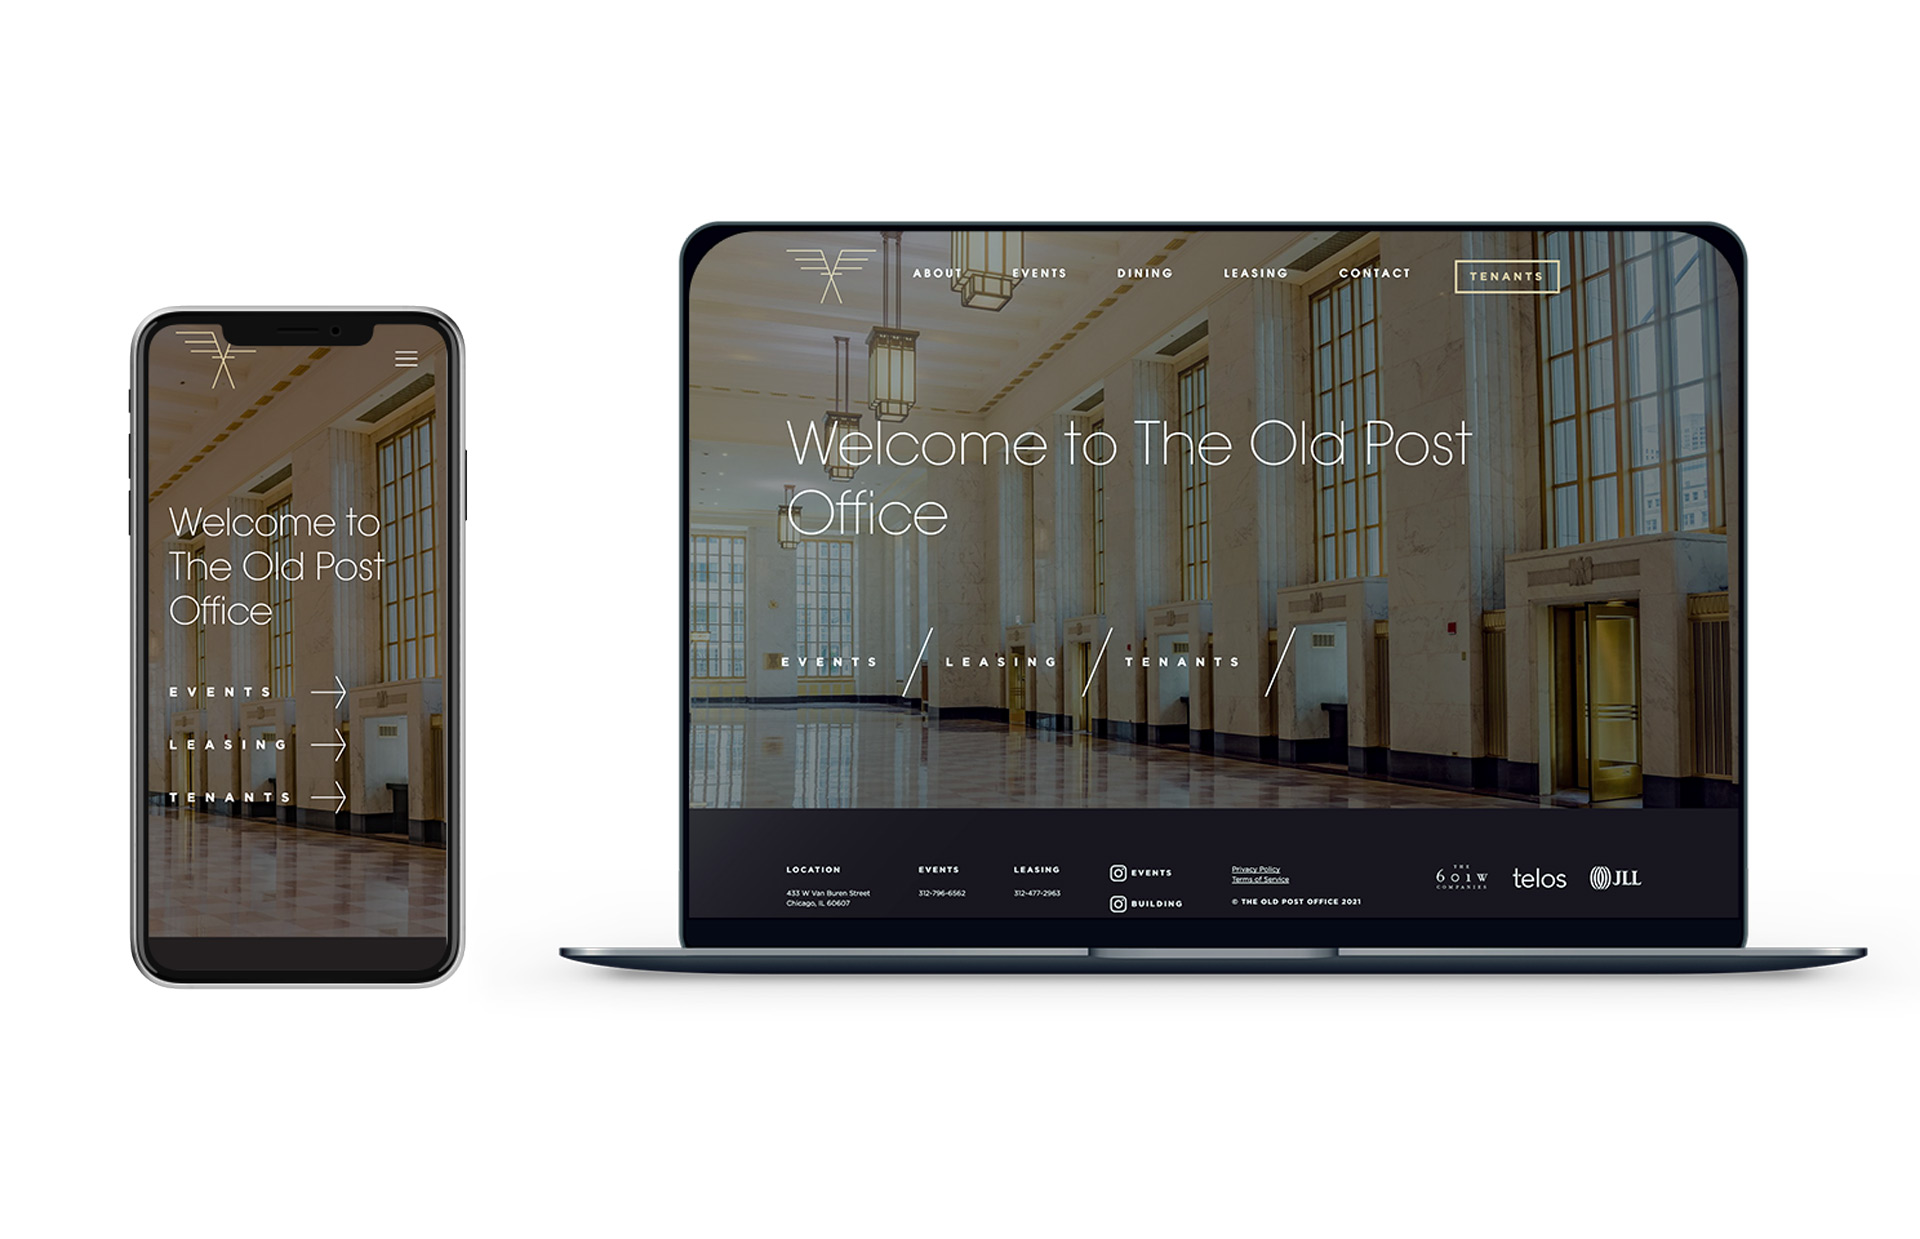 Welcome to
The Old Post
Office
EVENTS
LEASING
TENANTS
ABOUT
EVENTS
DINING
LEASING
CONTACT
TENANTS
Welcome to The Old Post
Office
EVENTS
LEASING
TENANTS
LOCATION
433 W Van Buren Street
Chicago, IL 60607
EVENTS
312-796-6562
LEASING
312-477-2963
EVENTS
BUILDING
Privacy Policy
Terms of Service
© THE OLD POST OFFICE 2021
THE
601W
COMPANIES
telos
JLL